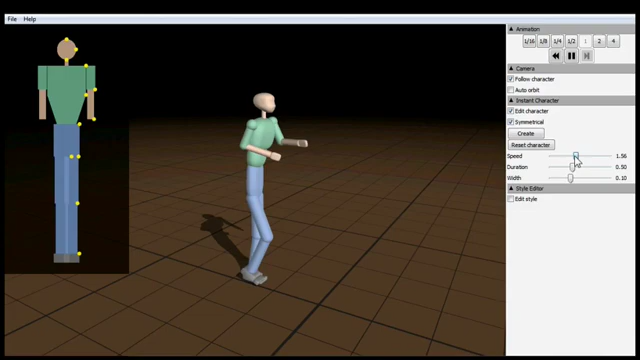 File Help
Animation
1/16 1/8 1/4 1/2 1 2 4
Camera
Follow character
Auto orbit
Instant Character
Edit character
Symmetrical
Create
Reset character
Speed 1.56
Duration 0.50
Width 0.10
Style Editor
Edit style